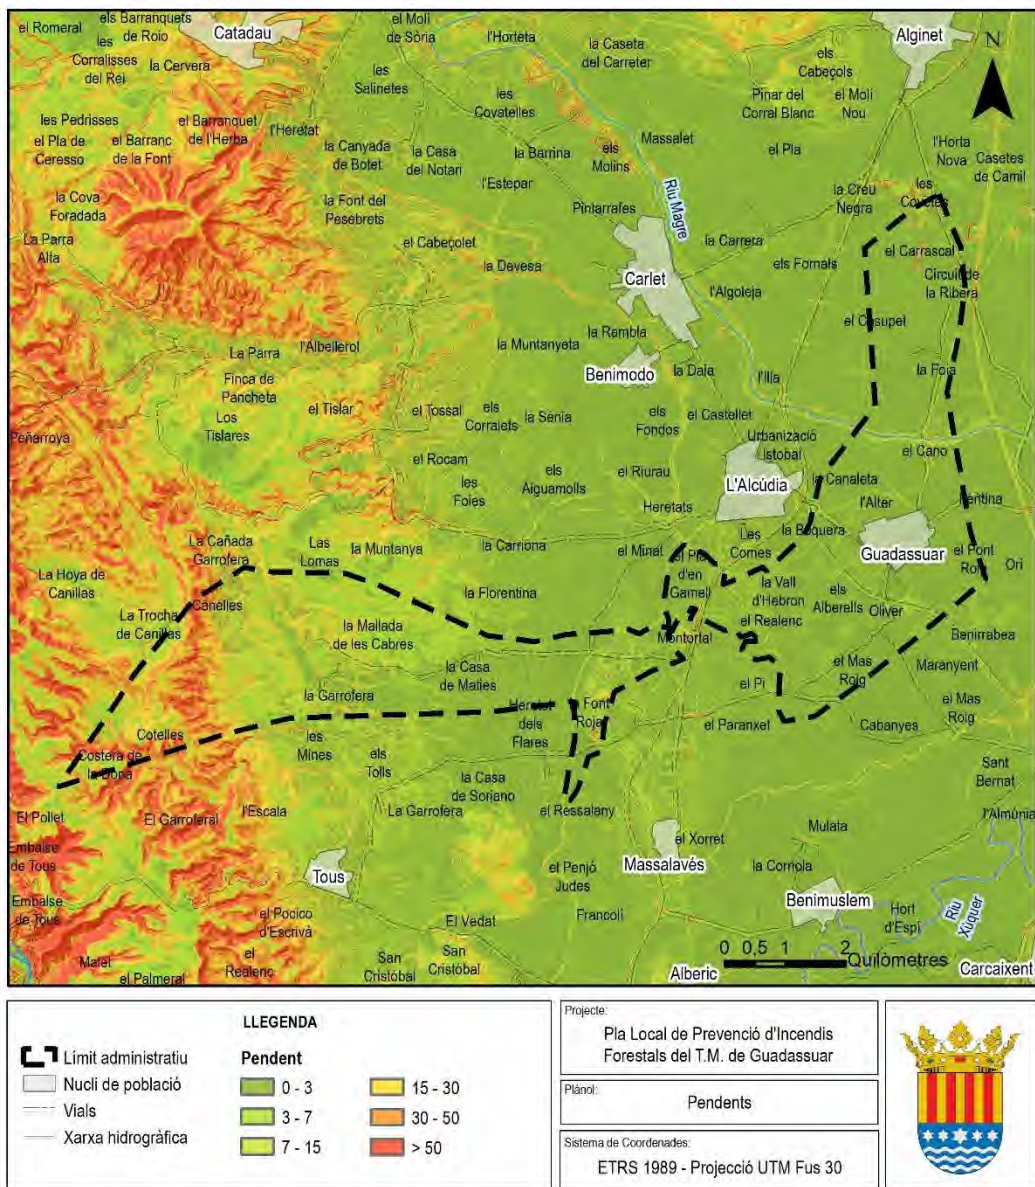 el Romeral
els Barranquets
de Roio
Catadau
el Molí
de Sòria
l'Horteta
la Caseta
del Carreter
Alginet
N
les
Corralisses
del Rei
la Cervera
les
Salinetes
els
Cabeçols
les Pedrisses
el Pla de
Ceresso
el Barranc
de la Font
el Barranquet
de l'Herba
l'Heretat
les
Covatelles
Pinar del
Corral Blanc
el Molí
Nou
la Canyada
de Botet
la Casa
del Notari
la Barrina
els
Molins
Massalet
el Pla
l'Horta
Nova
Casetes
de Camil
l'Estepar
la Cova
Foradada
la Font del
Pesebrets
Pintarrafes
Riu Magre
la Creu
Negra
les
La Parra
Alta
el Cabeçolet
la Devesa
la Carrera
el Carrascal
Carlet
els Fornals
Circuit de
la Ribera
l'Algoleja
la Rambla
el Casupet
La Parra
l'Albellerol
la Muntanyeta
Benimodo
la Daia
l'Illa
la Foia
Finca de
Pancheta
Los
Tislares
el Tislar
el Tossal
els
Corralets
la Sénia
els
Fondos
el Castellet
Peñarroya
Urbanizació
Istobal
el Cano
el Rocam
les
Foies
els
Aiguamolls
el Riurau
L'Alcúdia
la Canaleta
Heretats
l'Alter
La Cañada
Garrofera
Las
Lomas
la Muntanya
la Carriona
el Minat
Les
Comes
la Boquera
Guadassuar
el Pont
Ori
La Hoya de
Canillas
el Pla
d'en
Gamell
la Vall
d'Hebron
els
Alberells
Oliver
La Trocha
de Canillas
Canelles
la Florentina
el Realenc
la Mallada
de les Cabres
Montortal
Benirrabea
la Casa
de Maties
el Pi
el Mas
Roig
Maranyent
la Garrofera
Heretat
dels
Flares
Font
Roja
el Paranxel
Cabanyes
el Mas
Roig
Cotelles
les
Mines
els
Tolls
Costera de
la Dona
Sant
Bernat
la Casa
de Soriano
El Pollet
El Garroferal
l'Escala
La Garrofera
el Ressalany
l'Almúnia
Mulata
Embalse
de Tous
el Xorret
Massalavés
la Corriola
Tous
el Penjó
Judes
Benimuslem
Embalse
de Tous
el Pocico
d'Escrivà
El Vedat
Francolí
Hort
d'Espí
Riu
Xúquer
Malet
el Palmeral
el
Realenc
San
Cristóbal
San
Cristóbal
Alberic
0 0,5 1 2
Quilòmetres
Carcaixent
LLEGENDA
Límit administratiu
Nucli de població
Vials
Xarxa hidrogràfica
Pendent
0 - 3
3 - 7
7 - 15
15 - 30
30 - 50
> 50
Projecte:
Pla Local de Prevenció d'Incendis
Forestals del T.M. de Guadassuar
Plànol:
Pendents
Sistema de Coordenades:
ETRS 1989 - Projecció UTM Fus 30